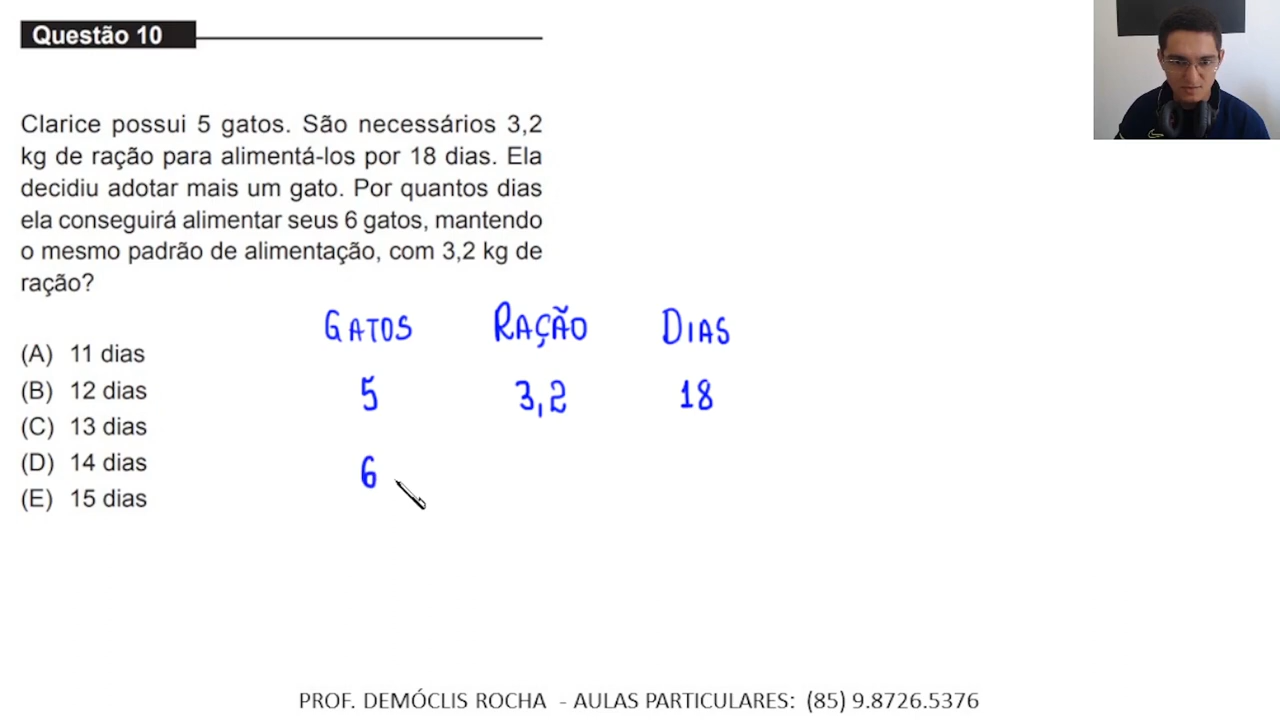 Questão 10
Clarice possui 5 gatos. São necessários 3,2
kg de ração para alimentá-los por 18 dias. Ela
decidiu adotar mais um gato. Por quantos dias
ela conseguirá alimentar seus 6 gatos, mantendo
o mesmo padrão de alimentação, com 3,2 kg de
ração?
GATOS RAÇÃO DIAS
(A) 11 dias
(B) 12 dias
5 3,2 18
(C) 13 dias
(D) 14 dias
6
(E) 15 dias
PROF. DEMÓCLIS ROCHA - AULAS PARTICULARES: (85) 9.8726.5376